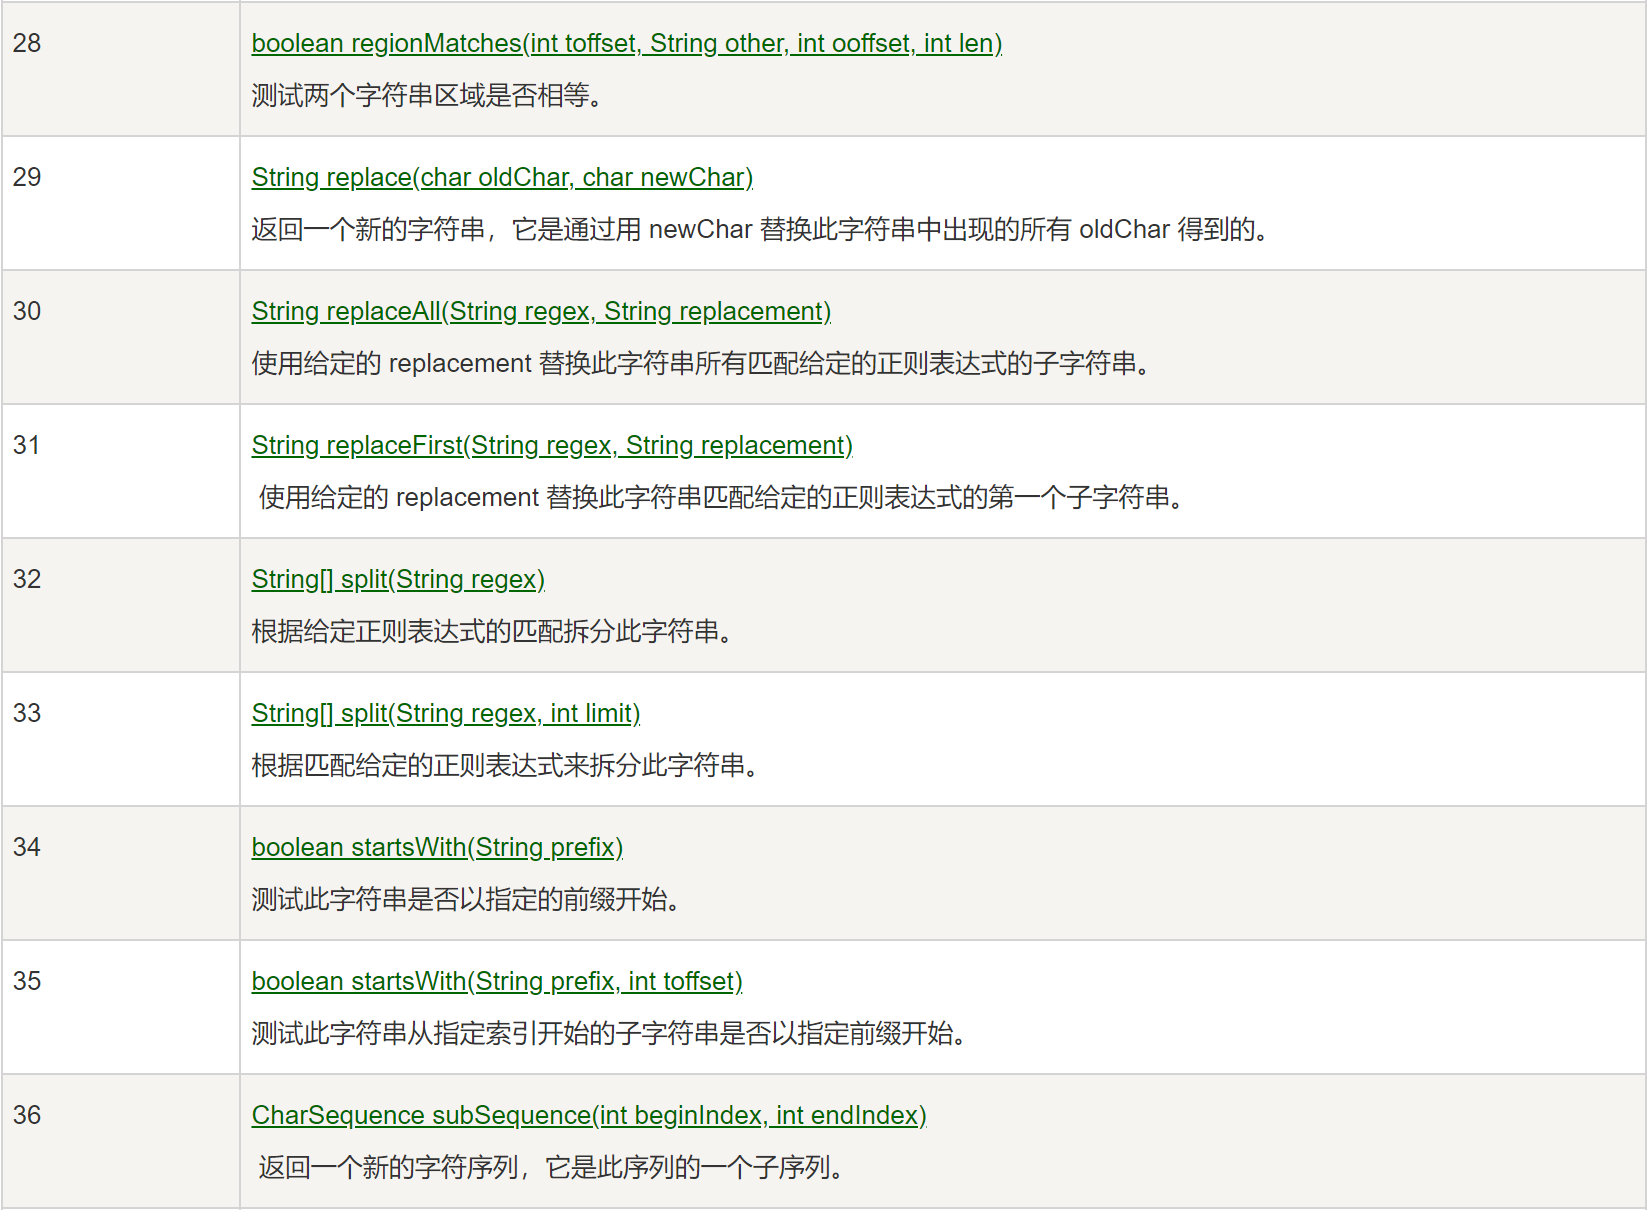 28
boolean regionMatches(int toffset, String other, int ooffset, int len)
测试两个字符串区域是否相等。
29
String replace(char oldChar, char newChar)
返回一个新的字符串，它是通过用 newChar 替换此字符串中出现的所有 oldChar 得到的。
30
String replaceAll(String regex, String replacement)
使用给定的 replacement 替换此字符串所有匹配给定的正则表达式的子字符串。
31
String replaceFirst(String regex, String replacement)
使用给定的 replacement 替换此字符串匹配给定的正则表达式的第一个子字符串。
32
String[] split(String regex)
根据给定正则表达式的匹配拆分此字符串。
33
String[] split(String regex, int limit)
根据匹配给定的正则表达式来拆分此字符串。
34
boolean startsWith(String prefix)
测试此字符串是否以指定的前缀开始。
35
boolean startsWith(String prefix, int toffset)
测试此字符串从指定索引开始的子字符串是否以指定前缀开始。
36
CharSequence subSequence(int beginIndex, int endIndex)
返回一个新的字符序列，它是此序列的一个子序列。